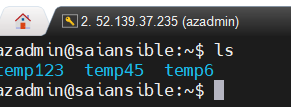 2. 52.139.37.235 (azadmin)
azadmin@saiansible:~$ ls
temp123  temp45  temp6
azadmin@saiansible:~$